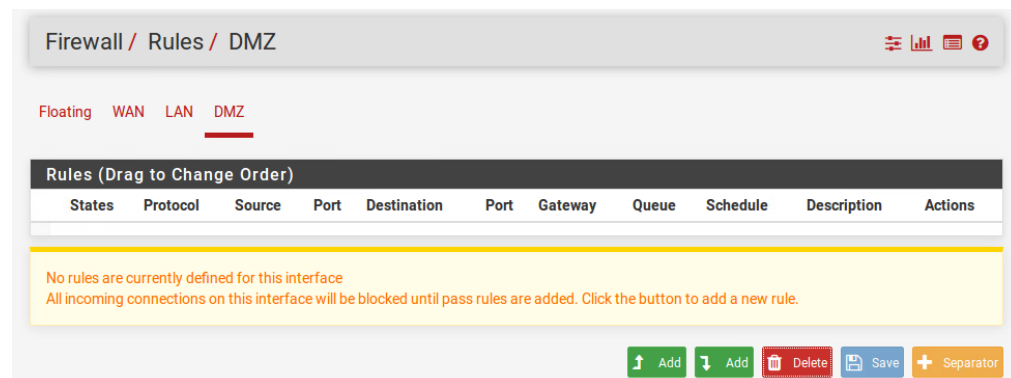 Firewall / Rules / DMZ
Floating WAN LAN DMZ
Rules (Drag to Change Order)
States Protocol Source Port Destination Port Gateway Queue Schedule Description Actions
No rules are currently defined for this interface
All incoming connections on this interface will be blocked until pass rules are added. Click the button to add a new rule.
Add Add Delete Save Separator